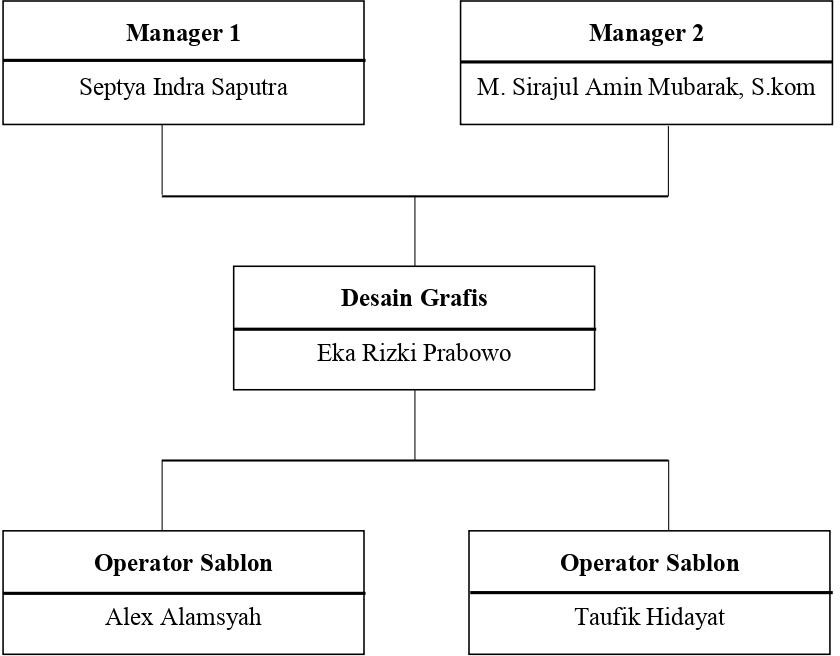 Manager 1
Septya Indra Saputra
Manager 2
M. Sirajul Amin Mubarak, S.kom
Desain Grafis
Eka Rizki Prabowo
Operator Sablon
Alex Alamsyah
Operator Sablon
Taufik Hidayat